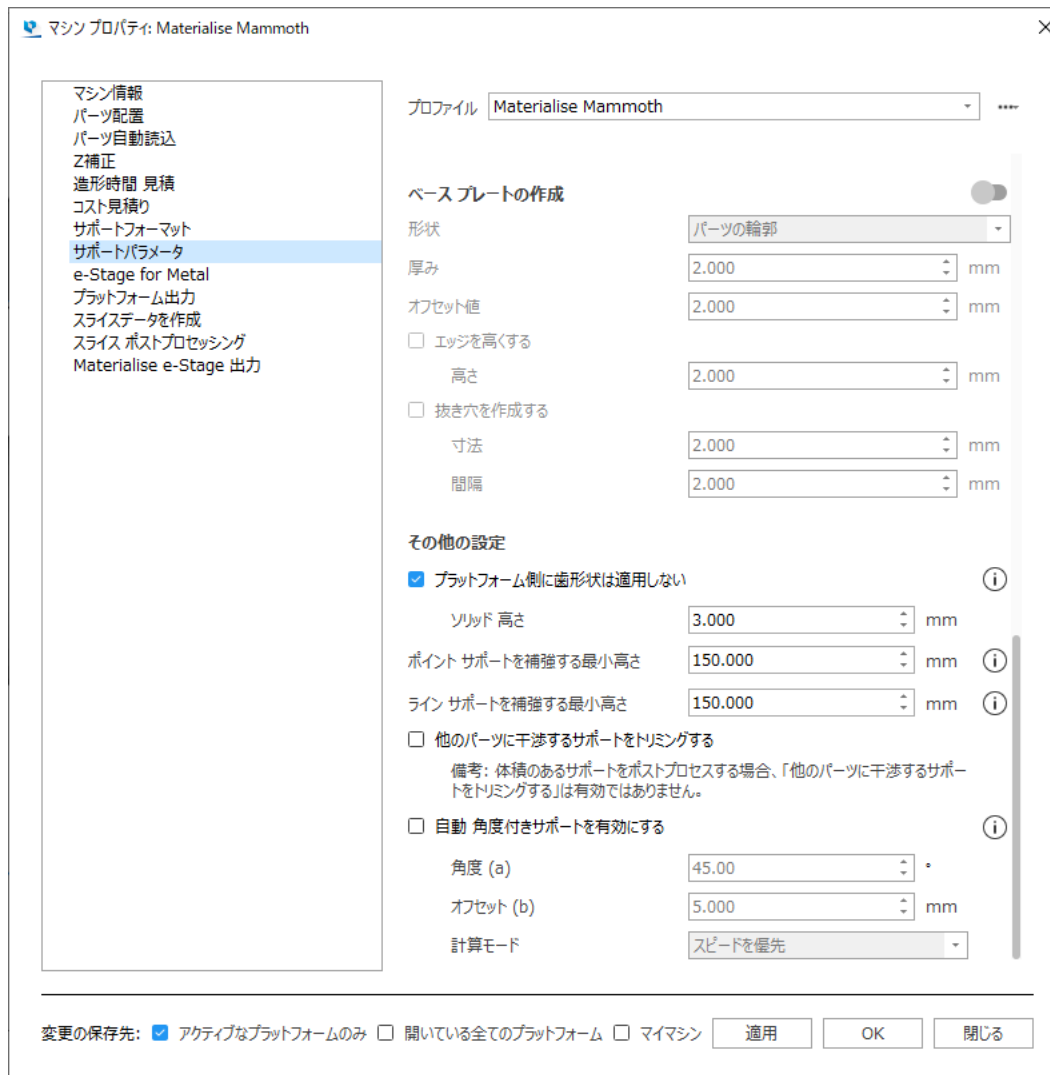 マシン プロパティ: Materialise Mammoth
マシン情報
パーツ配置
パーツ自動読込
Z補正
造形時間 見積
コスト見積り
サポートフォーマット
サポートパラメータ
e-Stage for Metal
プラットフォーム出力
スライスデータを作成
スライス ポストプロセッシング
Materialise e-Stage 出力
プロファイル Materialise Mammoth
ベース プレートの作成
形状 パーツの輪郭
厚み 2.000 mm
オフセット値 2.000 mm
エッジを高くする
高さ 2.000 mm
抜き穴を作成する
寸法 2.000 mm
間隔 2.000 mm
その他の設定
プラットフォーム側に歯形状は適用しない
ソリッド 高さ 3.000 mm
ポイント サポートを補強する最小高さ 150.000 mm
ライン サポートを補強する最小高さ 150.000 mm
他のパーツに干渉するサポートをトリミングする
備考: 体積のあるサポートをポストプロセスする場合、「他のパーツに干渉するサポー
トをトリミングする」は有効ではありません。
自動 角度付きサポートを有効にする
角度 (a) 45.00 °
オフセット (b) 5.000 mm
計算モード スピードを優先
変更の保存先: アクティブなプラットフォームのみ 開いている全てのプラットフォーム マイマシン 適用 OK 閉じる